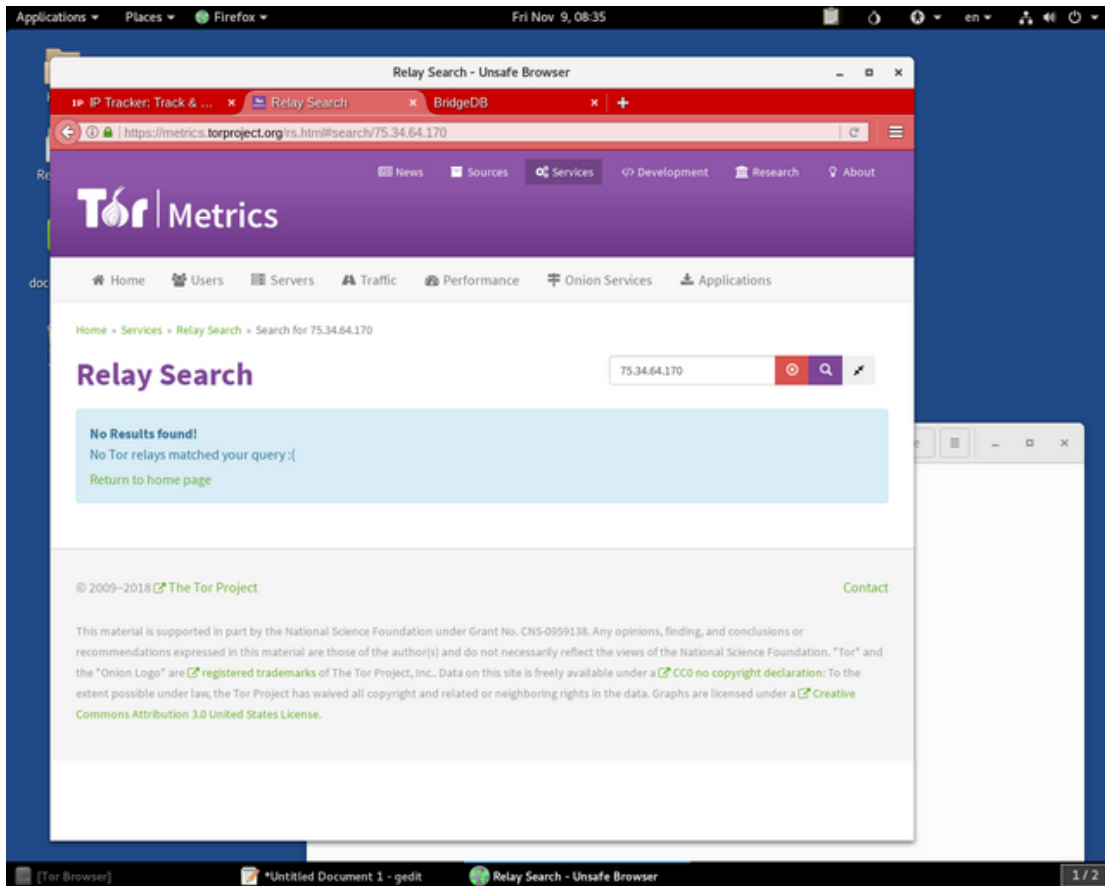 Applications Places Firefox Fri Nov 9, 08:35 en
Relay Search - Unsafe Browser
IP IP Tracker: Track & ... Relay Search BridgeDB
https://metrics.torproject.org/rs.html#search/75.34.64.170
News Sources Services </> Development Research About
Tor | Metrics
Home Users Servers Traffic Performance Onion Services Applications
Home » Services » Relay Search » Search for 75.34.64.170
Relay Search 75.34.64.170
No Results found!
No Tor relays matched your query :(
Return to home page
© 2009–2018 The Tor Project Contact
This material is supported in part by the National Science Foundation under Grant No. CNS-0959138. Any opinions, finding, and conclusions or
recommendations expressed in this material are those of the author(s) and do not necessarily reflect the views of the National Science Foundation. "Tor" and
the "Onion Logo" are registered trademarks of The Tor Project, Inc.. Data on this site is freely available under a CC0 no copyright declaration: To the
extent possible under law, the Tor Project has waived all copyright and related or neighboring rights in the data. Graphs are licensed under a Creative
Commons Attribution 3.0 United States License.
[Tor Browser] *Untitled Document 1 - gedit Relay Search - Unsafe Browser 1 / 2